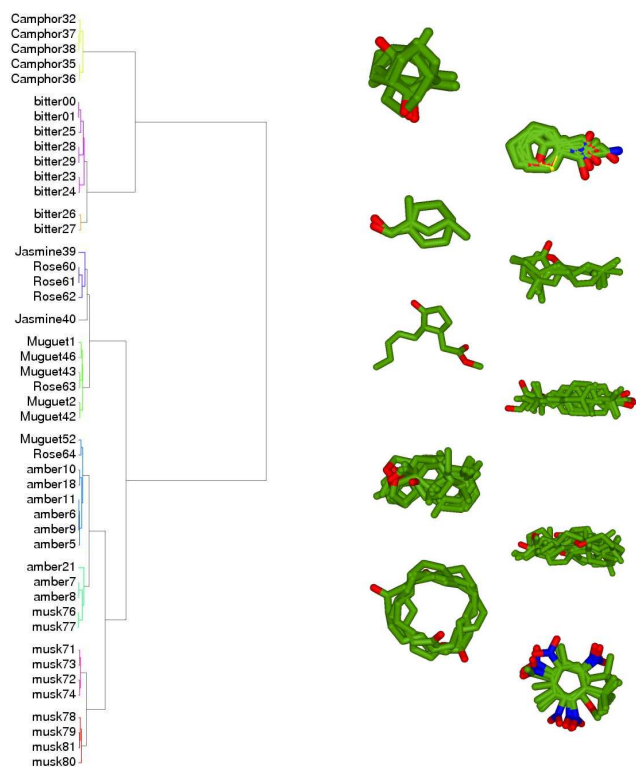 Camphor32
Camphor37
Camphor38
Camphor35
Camphor36
bitter00
bitter01
bitter25
bitter28
bitter29
bitter23
bitter24
bitter26
bitter27
Jasmine39
Rose60
Rose61
Rose62
Jasmine40
Muguet1
Muguet46
Muguet43
Rose63
Muguet2
Muguet42
Muguet52
Rose64
amber10
amber18
amber11
amber6
amber9
amber5
amber21
amber7
amber8
musk76
musk77
musk71
musk73
musk72
musk74
musk78
musk79
musk81
musk80